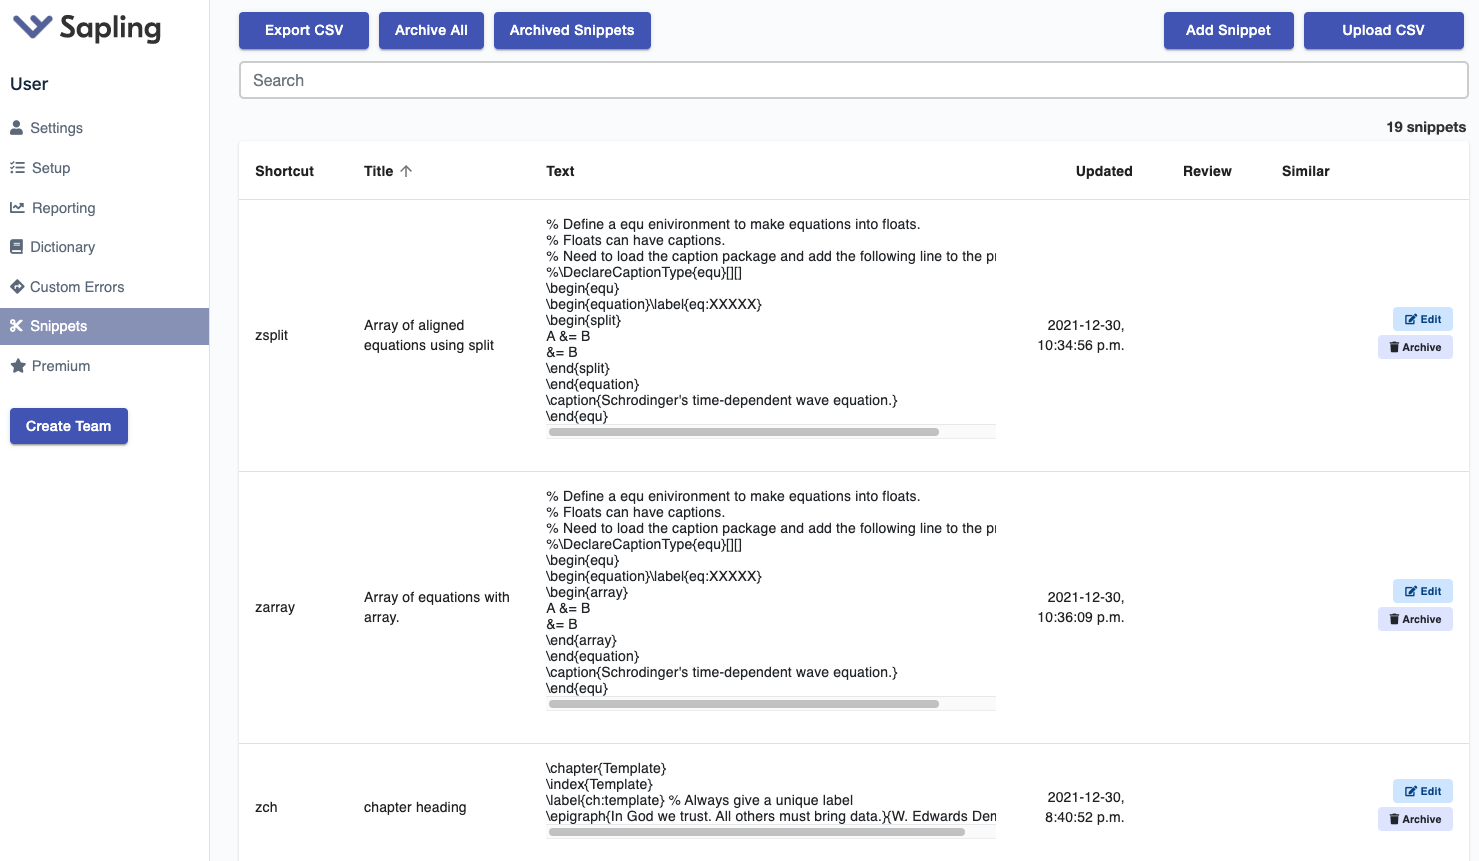 Sapling
User
Settings
Setup
Reporting
Dictionary
Custom Errors
Snippets
Premium
Create Team
Export CSV Archive All Archived Snippets Add Snippet Upload CSV
Search
19 snippets
Shortcut Title Text Updated Review Similar
zsplit
Array of aligned
equations using split
% Define a equ enivironment to make equations into floats.
% Floats can have captions.
% Need to load the caption package and add the following line to the
%\DeclareCaptionType{equ}[][]
\begin{equ}
\begin{equation}\label{eq:XXXXX}
\begin{split}
A &= B
&= B
\end{split}
\end{equation}
\caption{Schrodinger's time-dependent wave equation.}
\end{equ}
2021-12-30,
10:34:56 p.m.
Edit
Archive
zarray
Array of equations with
array.
% Define a equ enivironment to make equations into floats.
% Floats can have captions.
% Need to load the caption package and add the following line to the
%\DeclareCaptionType{equ}[][]
\begin{equ}
\begin{equation}\label{eq:XXXXX}
\begin{array}
A &= B
&= B
\end{array}
\end{equation}
\caption{Schrodinger's time-dependent wave equation.}
\end{equ}
2021-12-30,
10:36:09 p.m.
Edit
Archive
zch
chapter heading
\chapter{Template}
\index{Template}
\label{ch:template} % Always give a unique label
\epigraph{In God we trust. All others must bring data.}{W. Edwards
2021-12-30,
8:40:52 p.m.
Edit
Archive